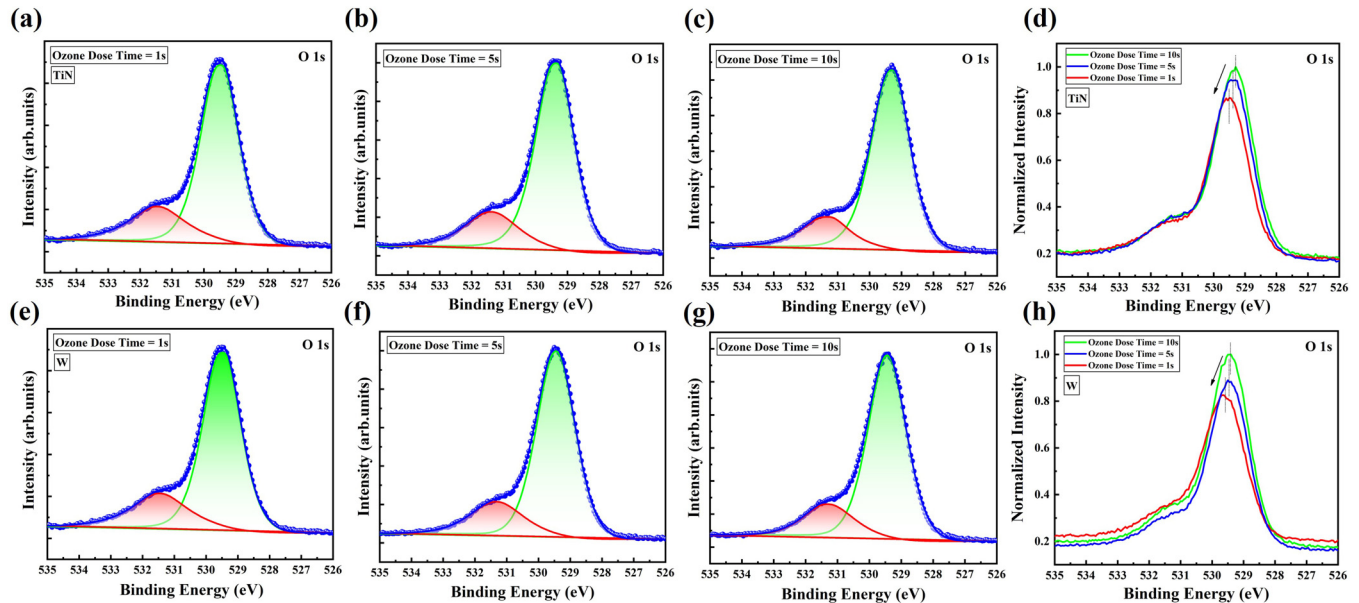 (a)
Ozone Dose Time = 1s
TiN
O 1s
Intensity (arb.units)
535 534 533 532 531 530 529 528 527 526
Binding Energy (eV)
(b)
Ozone Dose Time = 5s
O 1s
Intensity (arb.units)
535 534 533 532 531 530 529 528 527 526
Binding Energy (eV)
(c)
Ozone Dose Time = 10s
O 1s
Intensity (arb.units)
535 534 533 532 531 530 529 528 527 526
Binding Energy (eV)
(d)
Ozone Dose Time = 10s
Ozone Dose Time = 5s
Ozone Dose Time = 1s
TiN
O 1s
Normalized Intensity
1.0
0.8
0.6
0.4
0.2
535 534 533 532 531 530 529 528 527 526
Binding Energy (eV)
(e)
Ozone Dose Time = 1s
W
O 1s
Intensity (arb.units)
535 534 533 532 531 530 529 528 527 526
Binding Energy (eV)
(f)
Ozone Dose Time = 5s
O 1s
Intensity (arb.units)
535 534 533 532 531 530 529 528 527 526
Binding Energy (eV)
(g)
Ozone Dose Time = 10s
O 1s
Intensity (arb.units)
535 534 533 532 531 530 529 528 527 526
Binding Energy (eV)
(h)
Ozone Dose Time = 10s
Ozone Dose Time = 5s
Ozone Dose Time = 1s
W
O 1s
Normalized Intensity
1.0
0.8
0.6
0.4
0.2
535 534 533 532 531 530 529 528 527 526
Binding Energy (eV)